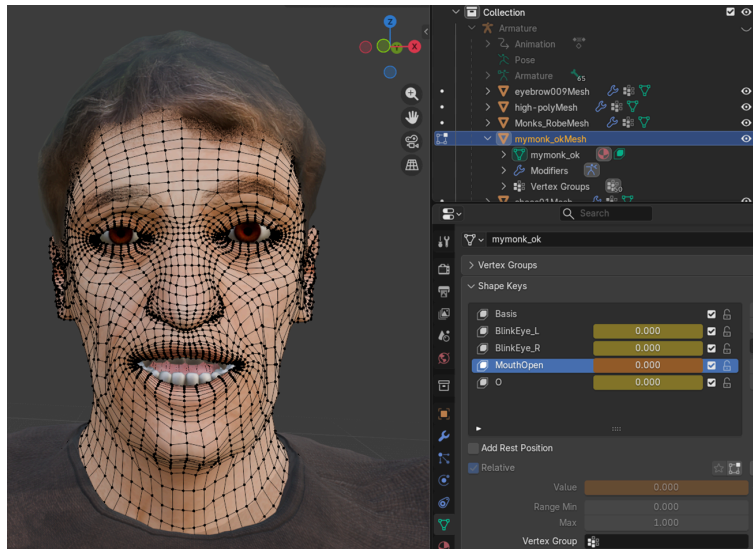 Z
Y
X
Collection
Armature
Animation
Pose
Armature
65
eyebrow009Mesh
high-polyMesh
Monks_RobeMesh
mymonk_okMesh
mymonk_ok
Modifiers
Vertex Groups
Search
mymonk_ok
Vertex Groups
Shape Keys
Basis
BlinkEye_L 0.000
BlinkEye_R 0.000
MouthOpen 0.000
O 0.000
Add Rest Position
Relative
Value 0.000
Range Min 0.000
Max 1.000
Vertex Group